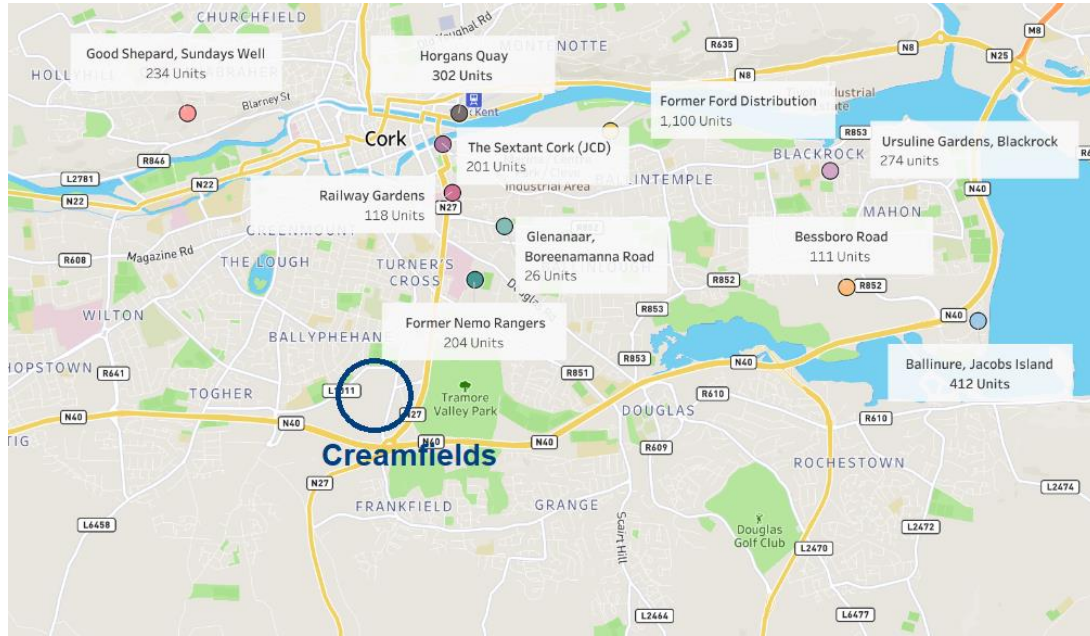 CHURCHFIELD
Good Shepard, Sundays Well
234 Units
Horgans Quay
302 Units
MONTENOTTE
R635
N8
M8
N25
HOLLYHILL
Blarney St
Kent
N8
Former Ford Distribution
1,100 Units
R853
Cork
R846
The Sextant Cork (JCD)
201 Units
Industrial Area
BALLINTEMPLE
BLACKROCK
Ursuline Gardens, Blackrock
274 units
L2781
N22
N22
Railway Gardens
118 Units
N27
N40
MAHON
GREENMOUNT
Magazine Rd
R608
THE LOUGH
TURNER'S
CROSS
Glenanaar,
Boreenamanna Road
26 Units
Bessboro Road
111 Units
R852
R852
R853
WILTON
BALLYPHEHAN
Former Nemo Rangers
204 Units
N40
HOPSTOWN
R641
TOGHER
R853
N40
R851
Ballinure, Jacobs Island
412 Units
Tramore
Valley Park
N27
DOUGLAS
R610
R610
N40
N40
N40
Creamfields
R609
ROCHESTOWN
N27
FRANKFIELD
GRANGE
L2474
L6458
Scairt Hill
Douglas
Golf Club
L2472
L2470
L2464
L6477